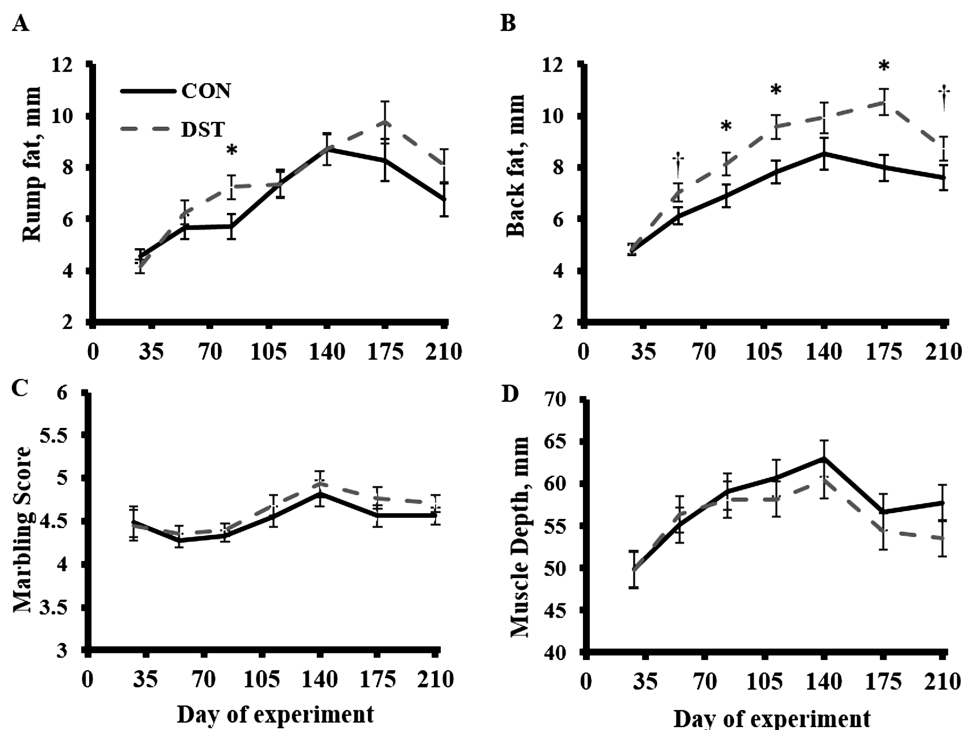 A
Rump fat, mm
12
10
8
6
4
2
CON
DST
*
0 35 70 105 140 175 210
B
Back fat, mm
12
10
8
6
4
2
† * * * †
0 35 70 105 140 175 210
C
Marbling Score
6
5.5
5
4.5
4
3.5
3
0 35 70 105 140 175 210
Day of experiment
D
Muscle Depth, mm
70
65
60
55
50
45
40
0 35 70 105 140 175 210
Day of experiment